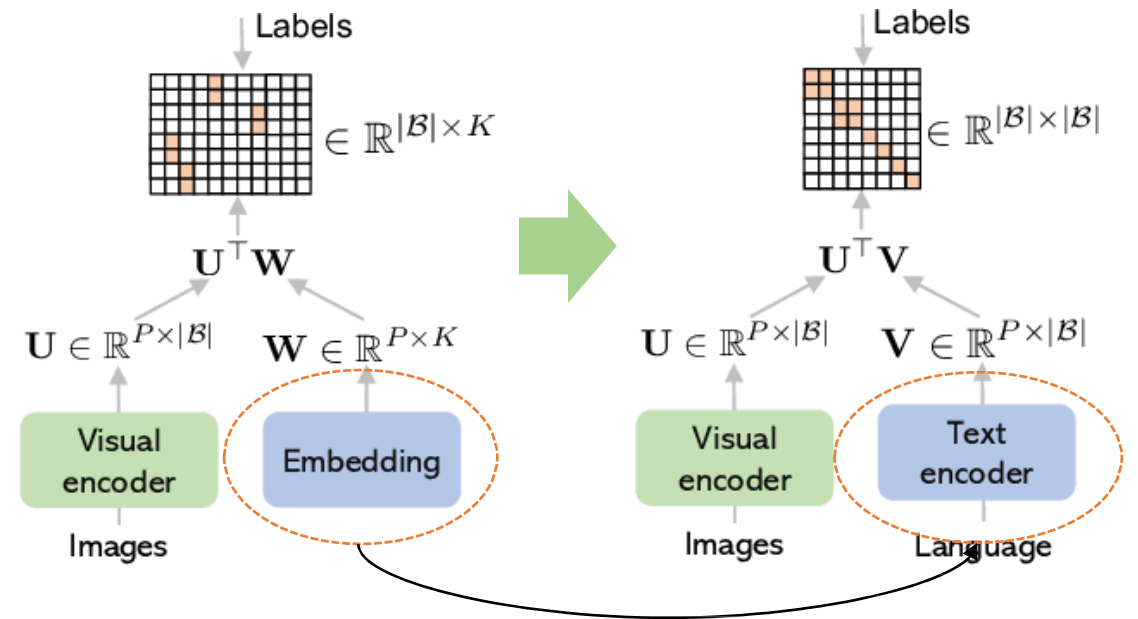 Labels
∈ ℝ^{|𝓑|×K}
U^⊤W
U ∈ ℝ^{P×|𝓑|}
W ∈ ℝ^{P×K}
Visual
encoder
Embedding
Images
Labels
∈ ℝ^{|𝓑|×|𝓑|}
U^⊤V
U ∈ ℝ^{P×|𝓑|}
V ∈ ℝ^{P×|𝓑|}
Visual
encoder
Text
encoder
Images
Language